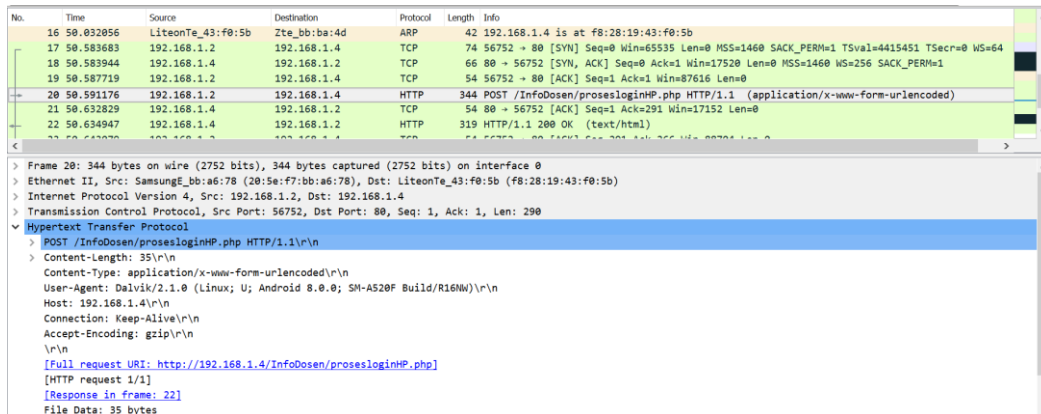 No. Time Source Destination Protocol Length Info
16 50.032056 LiteonTe_43:f0:5b Zte_bb:ba:4d ARP 42 192.168.1.4 is at f8:28:19:43:f0:5b
17 50.583683 192.168.1.2 192.168.1.4 TCP 74 56752 → 80 [SYN] Seq=0 Win=65535 Len=0 MSS=1460 SACK_PERM=1 TSval=4415451 TSecr=0 WS=64
18 50.583944 192.168.1.4 192.168.1.2 TCP 66 80 → 56752 [SYN, ACK] Seq=0 Ack=1 Win=17520 Len=0 MSS=1460 WS=256 SACK_PERM=1
19 50.587719 192.168.1.2 192.168.1.4 TCP 54 56752 → 80 [ACK] Seq=1 Ack=1 Win=87616 Len=0
20 50.591176 192.168.1.2 192.168.1.4 HTTP 344 POST /InfoDosen/prosesloginHP.php HTTP/1.1 (application/x-www-form-urlencoded)
21 50.632829 192.168.1.4 192.168.1.2 TCP 54 80 → 56752 [ACK] Seq=1 Ack=291 Win=17152 Len=0
22 50.634947 192.168.1.4 192.168.1.2 HTTP 319 HTTP/1.1 200 OK (text/html)
Frame 20: 344 bytes on wire (2752 bits), 344 bytes captured (2752 bits) on interface 0
Ethernet II, Src: SamsungE_bb:a6:78 (20:5e:f7:bb:a6:78), Dst: LiteonTe_43:f0:5b (f8:28:19:43:f0:5b)
Internet Protocol Version 4, Src: 192.168.1.2, Dst: 192.168.1.4
Transmission Control Protocol, Src Port: 56752, Dst Port: 80, Seq: 1, Ack: 1, Len: 290
Hypertext Transfer Protocol
POST /InfoDosen/prosesloginHP.php HTTP/1.1\r\n
Content-Length: 35\r\n
Content-Type: application/x-www-form-urlencoded\r\n
User-Agent: Dalvik/2.1.0 (Linux; U; Android 8.0.0; SM-A520F Build/R16NW)\r\n
Host: 192.168.1.4\r\n
Connection: Keep-Alive\r\n
Accept-Encoding: gzip\r\n
\r\n
[Full request URI: http://192.168.1.4/InfoDosen/prosesloginHP.php]
[HTTP request 1/1]
[Response in frame: 22]
File Data: 35 bytes